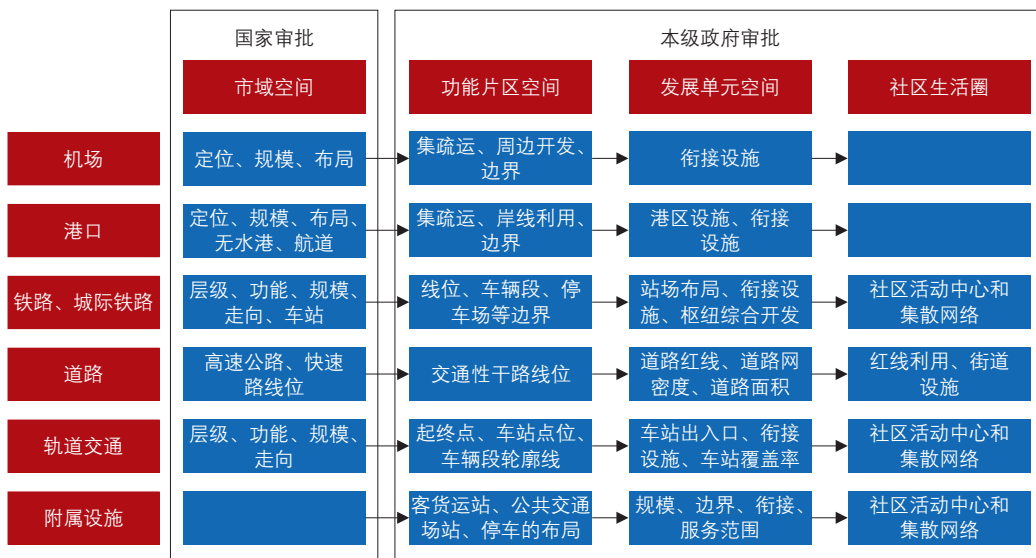 国家审批
本级政府审批
市域空间
功能片区空间
发展单元空间
社区生活圈
机场
定位、规模、布局
集疏运、周边开发、
边界
衔接设施
港口
定位、规模、布局、
无水港、航道
集疏运、岸线利用、
边界
港区设施、衔接
设施
铁路、城际铁路
层级、功能、规模、
走向、车站
线位、车辆段、停
车场等边界
站场布局、衔接设
施、枢纽综合开发
社区活动中心和
集散网络
道路
高速公路、快速
路线位
交通性干路线位
道路红线、道路网
密度、道路面积
红线利用、街道
设施
轨道交通
层级、功能、规模、
走向
起终点、车站点位、
车辆段轮廓线
车站出入口、衔接
设施、车站覆盖率
社区活动中心和
集散网络
附属设施
客货运站、公共交通
场站、停车的布局
规模、边界、衔接、
服务范围
社区活动中心和
集散网络